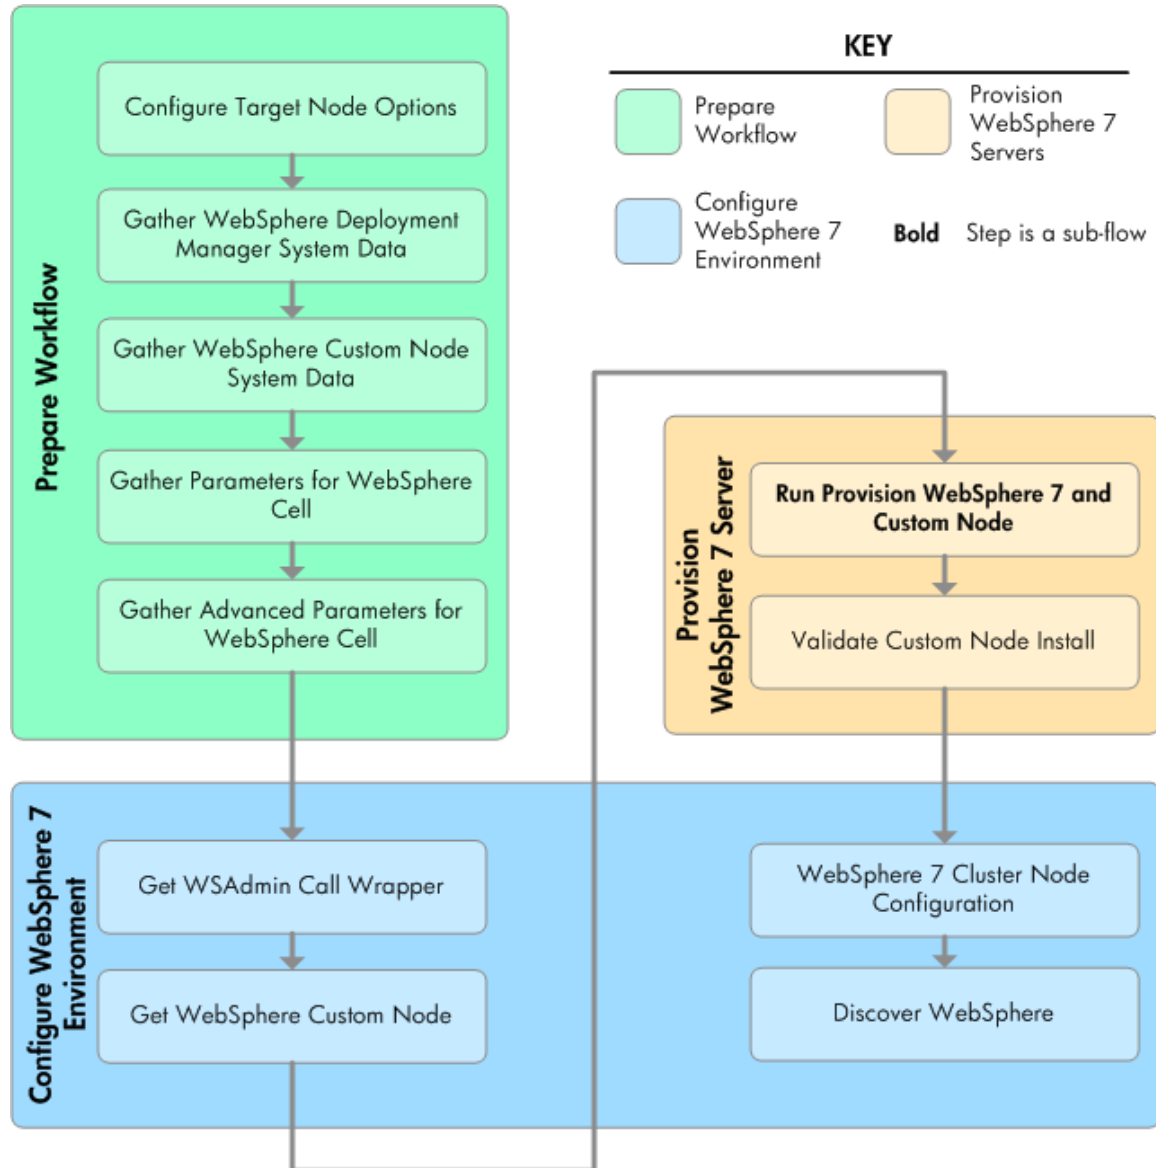 Prepare Workflow
Configure Target Node Options
Gather WebSphere Deployment
Manager System Data
Gather WebSphere Custom Node
System Data
Gather Parameters for WebSphere
Cell
Gather Advanced Parameters for
WebSphere Cell
KEY
Prepare
Workflow
Provision
WebSphere 7
Servers
Configure
WebSphere 7
Environment
Bold Step is a sub-flow
Provision
WebSphere 7 Server
Run Provision WebSphere 7 and
Custom Node
Validate Custom Node Install
Configure WebSphere 7
Environment
Get WSAdmin Call Wrapper
Get WebSphere Custom Node
WebSphere 7 Cluster Node
Configuration
Discover WebSphere